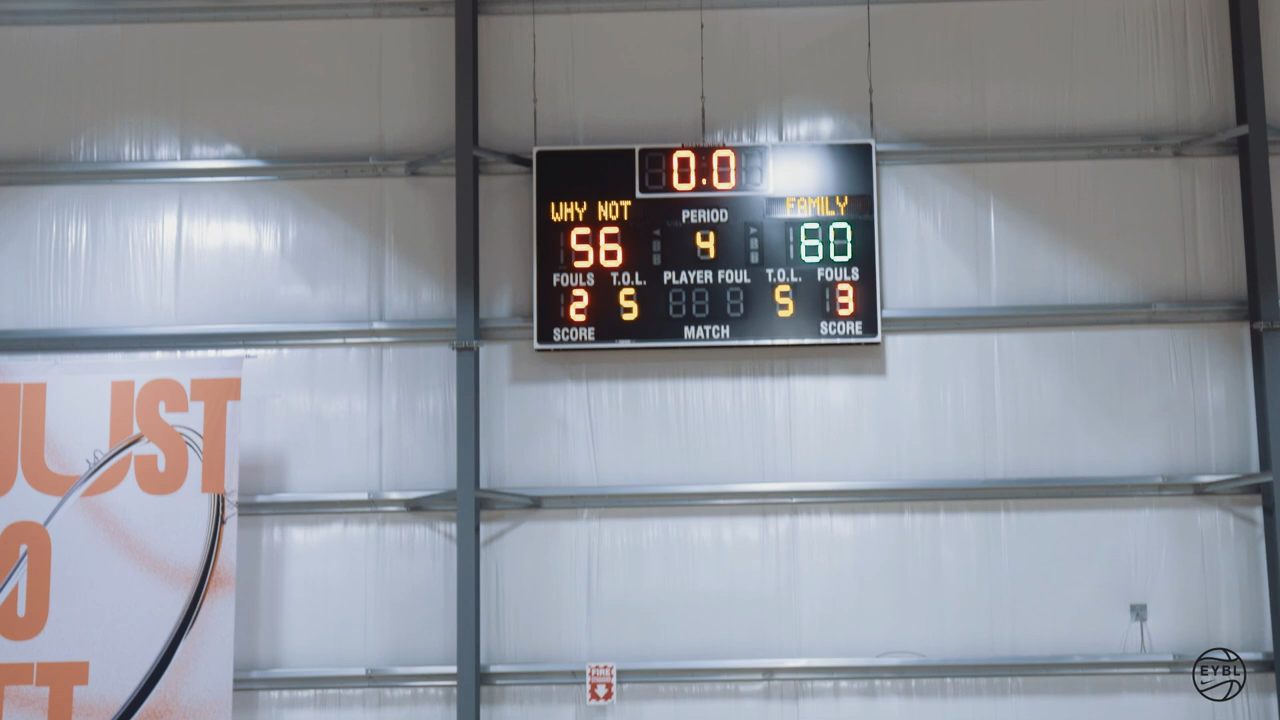 0.0
WHY NOT
PERIOD
FAMILY
56
4
60
FOULS T.O.L. PLAYER FOUL T.O.L. FOULS
2 5 5 3
SCORE MATCH SCORE
JUST
IT
FIRE
EYBL